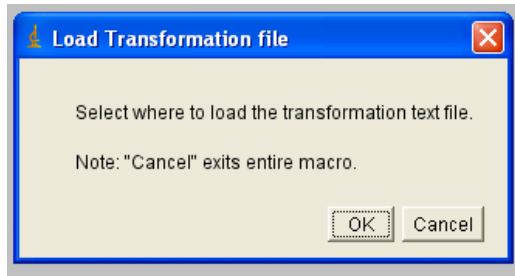 Load Transformation file
Select where to load the transformation text file.
Note: "Cancel" exits entire macro.
OK Cancel